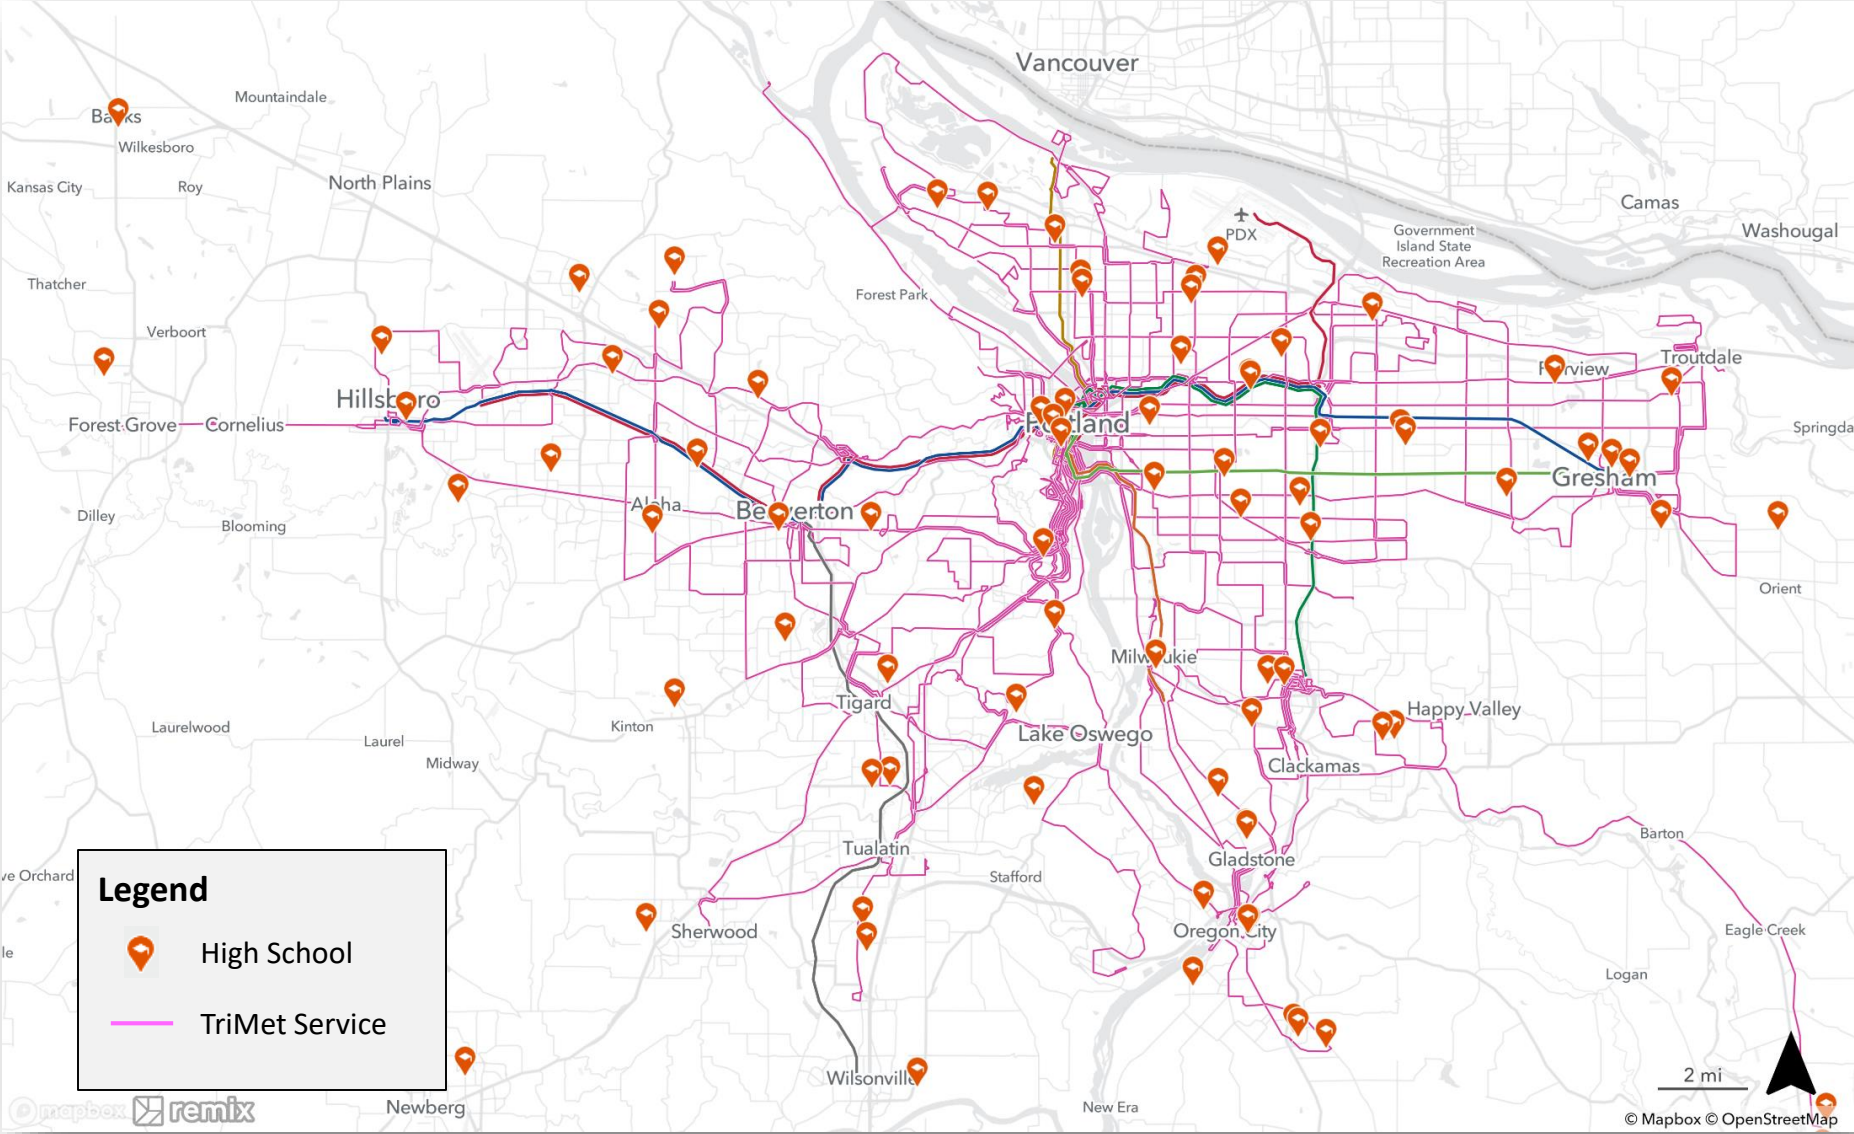 Vancouver
Mountaindale
Banks
Wilkesboro
Kansas City
Roy
North Plains
Camas
Washougal
PDX
Government
Island State
Recreation Area
Thatcher
Forest Park
Verboort
Fairview
Troutdale
Hillsboro
Forest Grove
Cornelius
Portland
Gresham
Aloha
Beaverton
Dilley
Blooming
Orient
Milwaukie
Tigard
Happy Valley
Laurelwood
Kinton
Laurel
Lake Oswego
Midway
Clackamas
Barton
Tualatin
Gladstone
Stafford
ve Orchard
Legend
High School
TriMet Service
Sherwood
Oregon City
Eagle Creek
le
Logan
Springda
Wilsonville
2 mi
Newberg
New Era
mapbox
remix
© Mapbox © OpenStreetMap